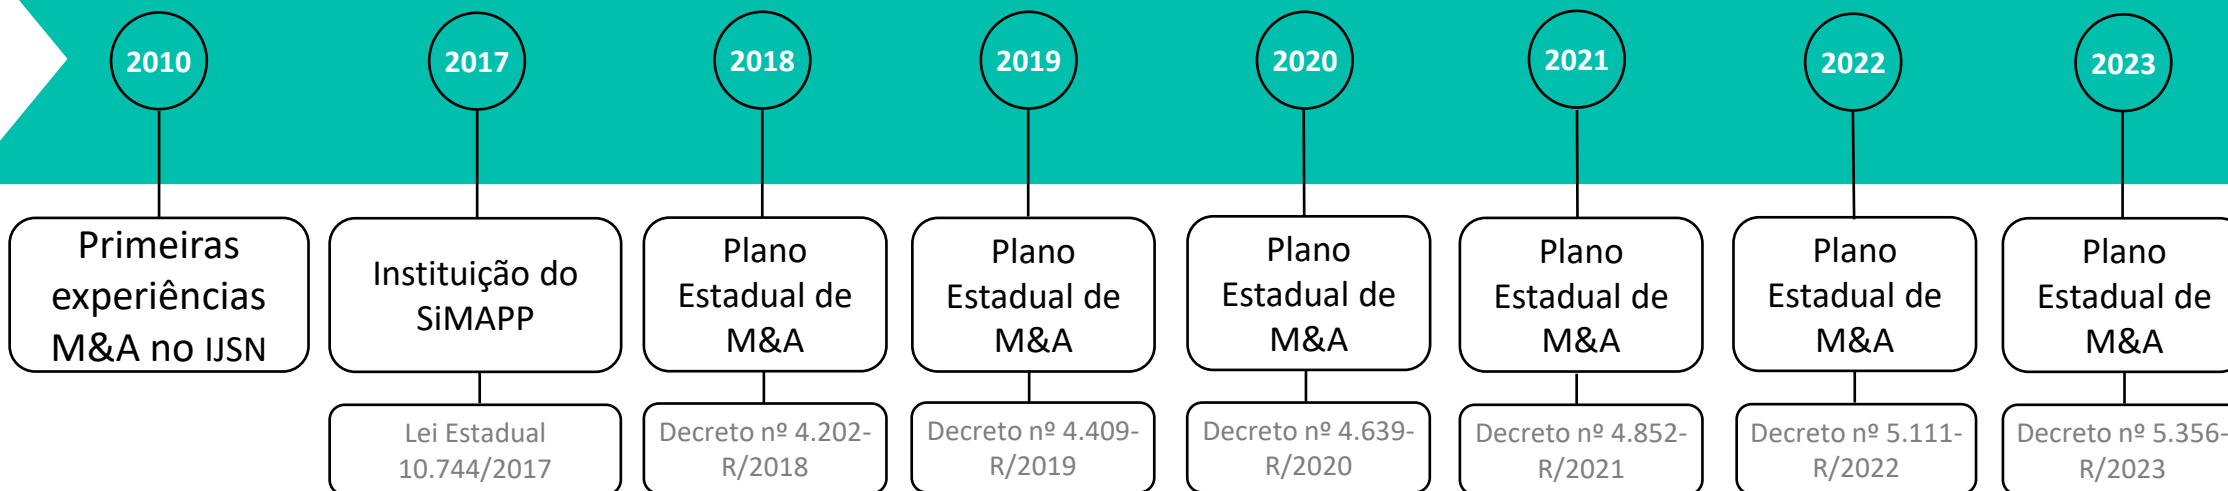 2010
2017
2018
2019
2020
2021
2022
2023
Primeiras
experiências
M&A no IJSN
Instituição do
SiMAPP
Plano
Estadual de
M&A
Plano
Estadual de
M&A
Plano
Estadual de
M&A
Plano
Estadual de
M&A
Plano
Estadual de
M&A
Plano
Estadual de
M&A
Lei Estadual
10.744/2017
Decreto nº 4.202-
R/2018
Decreto nº 4.409-
R/2019
Decreto nº 4.639-
R/2020
Decreto nº 4.852-
R/2021
Decreto nº 5.111-
R/2022
Decreto nº 5.356-
R/2023